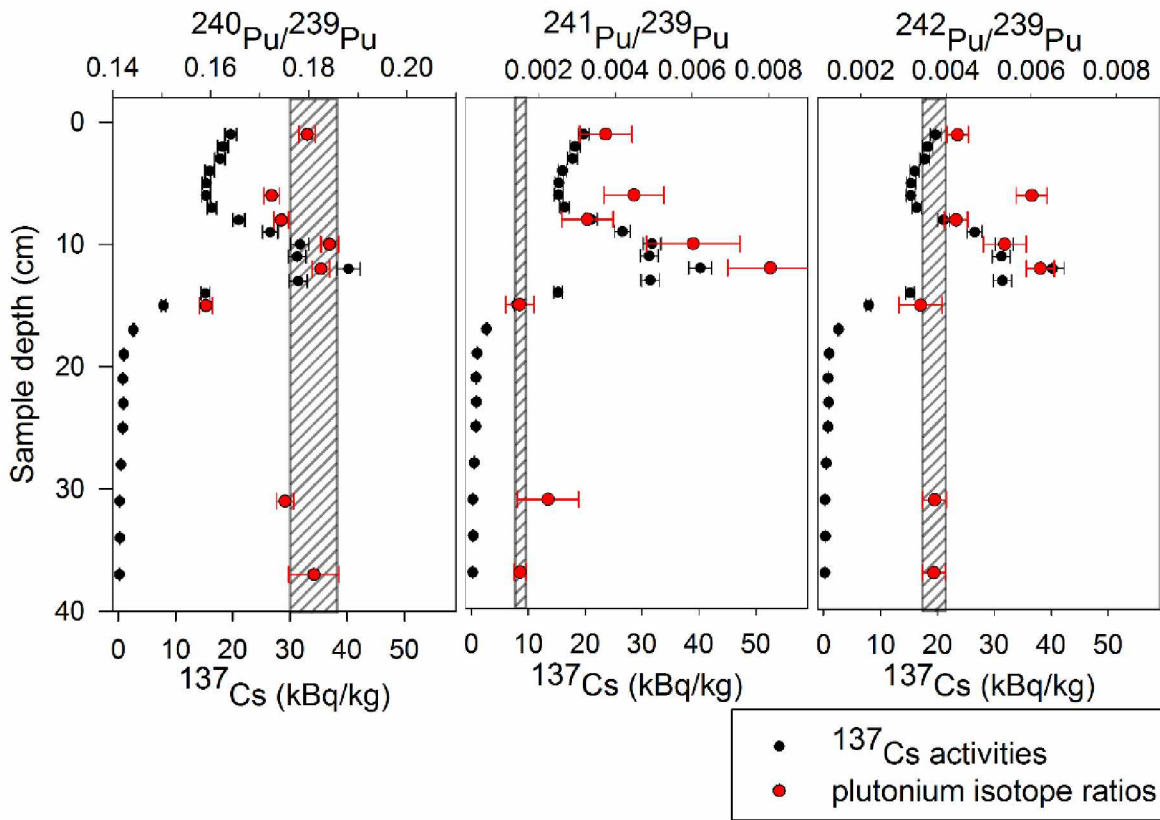 ²⁴⁰Pu/²³⁹Pu ²⁴¹Pu/²³⁹Pu ²⁴²Pu/²³⁹Pu
0.14 0.16 0.18 0.20 0.002 0.004 0.006 0.008 0.002 0.004 0.006 0.008
0
10
20
30
40
Sample depth (cm)
0 10 20 30 40 50 0 10 20 30 40 50 0 10 20 30 40 50
¹³⁷Cs (kBq/kg) ¹³⁷Cs (kBq/kg) ¹³⁷Cs (kBq/kg)
¹³⁷Cs activities
plutonium isotope ratios